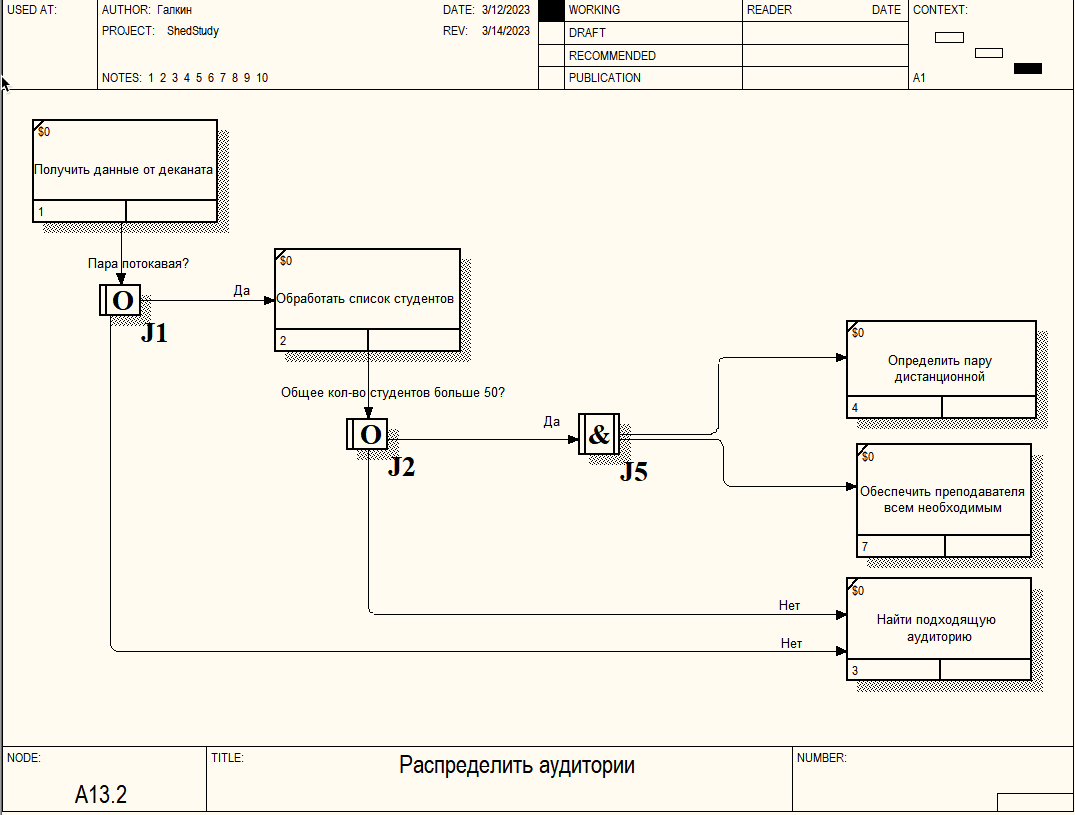 USED AT:
AUTHOR: Галкин
DATE: 3/12/2023
WORKING
READER
DATE
CONTEXT:
PROJECT: ShedStudy
REV: 3/14/2023
DRAFT
RECOMMENDED
NOTES: 1 2 3 4 5 6 7 8 9 10
PUBLICATION
A1
$0
Получить данные от деканата
1
Пара потокавая?
O
J1
Да
$0
Обработать список студентов
2
Общее кол-во студентов больше 50?
O
J2
Да
&
J5
$0
Определить пару
дистанционной
4
$0
Обеспечить преподавателя
всем необходимым
7
Нет
Нет
$0
Найти подходящую
аудиторию
3
NODE:
A13.2
TITLE:
Распределить аудитории
NUMBER: